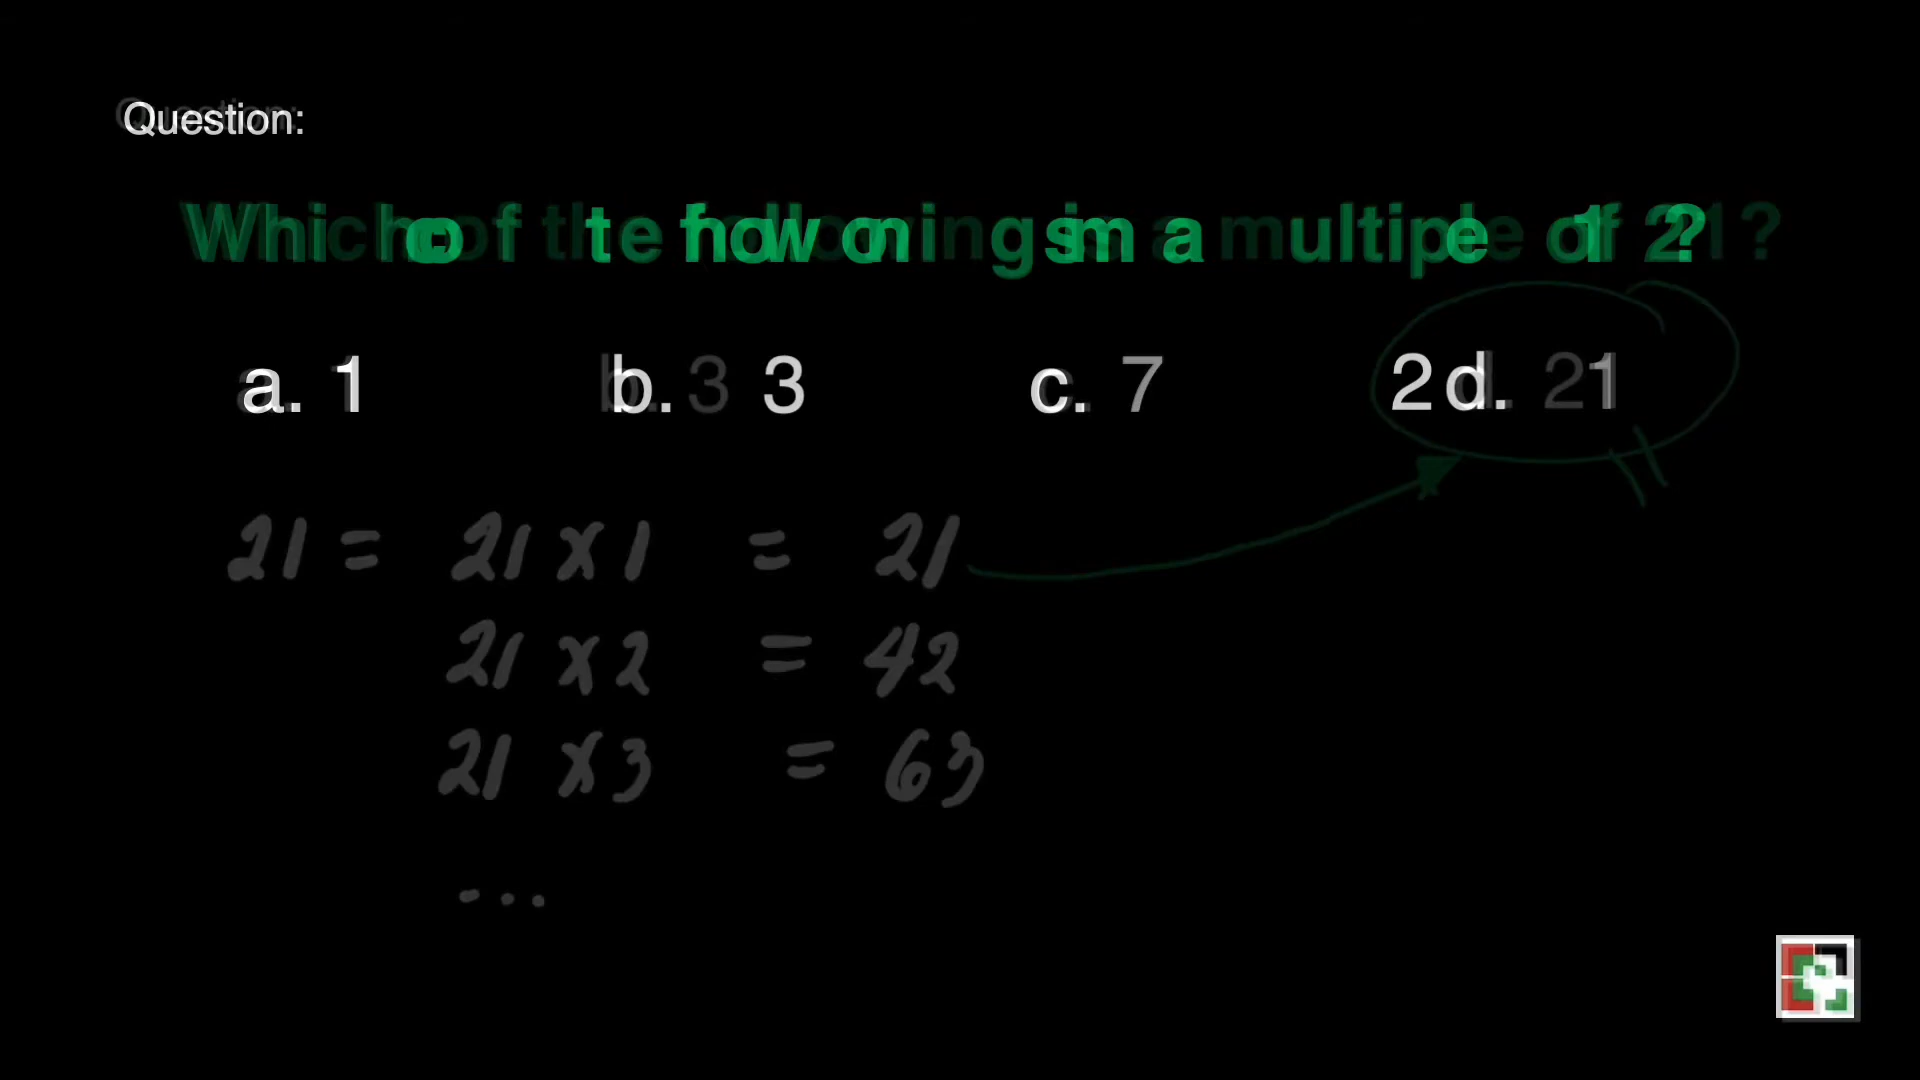 Question:
Which of the following is a multiple of 21?
a. 1 b. 3 c. 7 d. 21
21 = 21 x 1 = 21
21 x 2 = 42
21 x 3 = 63
...